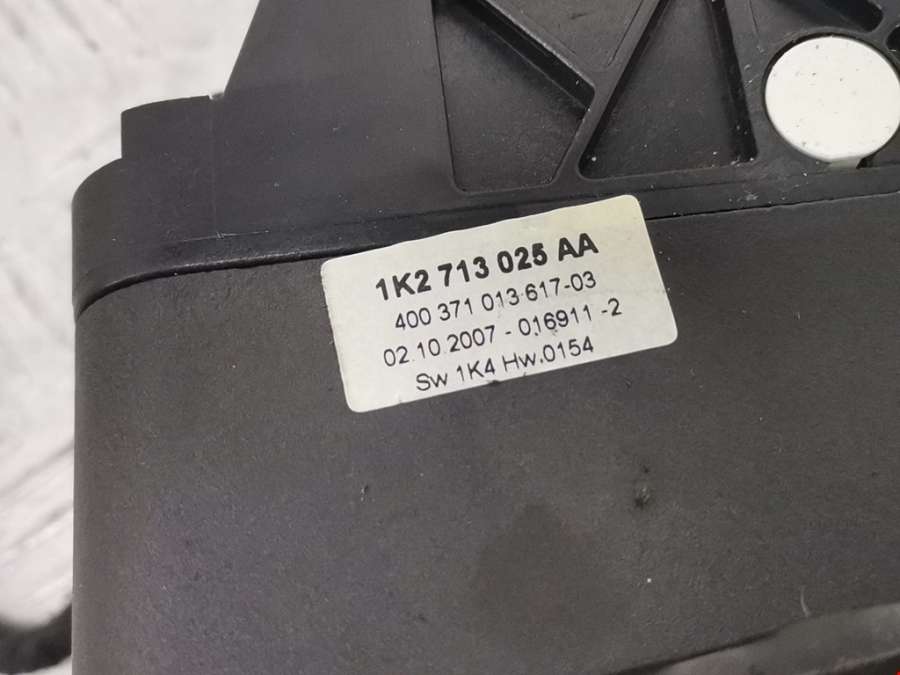 1K2 713 025 AA
400 371 013 617-03
02.10.2007 - 016911 -2
Sw 1K4 Hw.0154